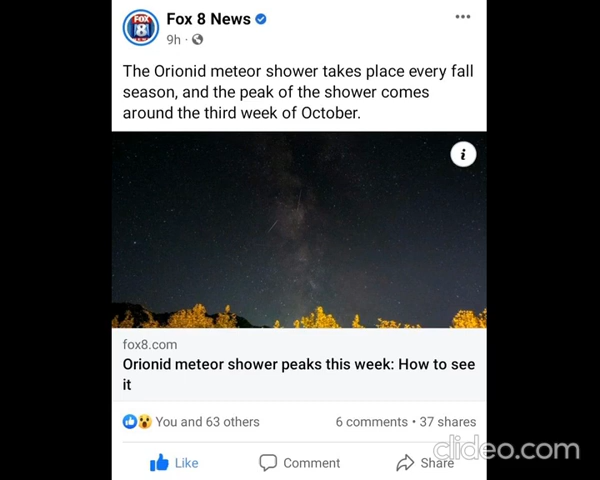 FOX
8
Fox 8 News
9h ·
The Orionid meteor shower takes place every fall
season, and the peak of the shower comes
around the third week of October.
i
fox8.com
Orionid meteor shower peaks this week: How to see
it
You and 63 others 6 comments • 37 shares
Like Comment Share
clideo.com